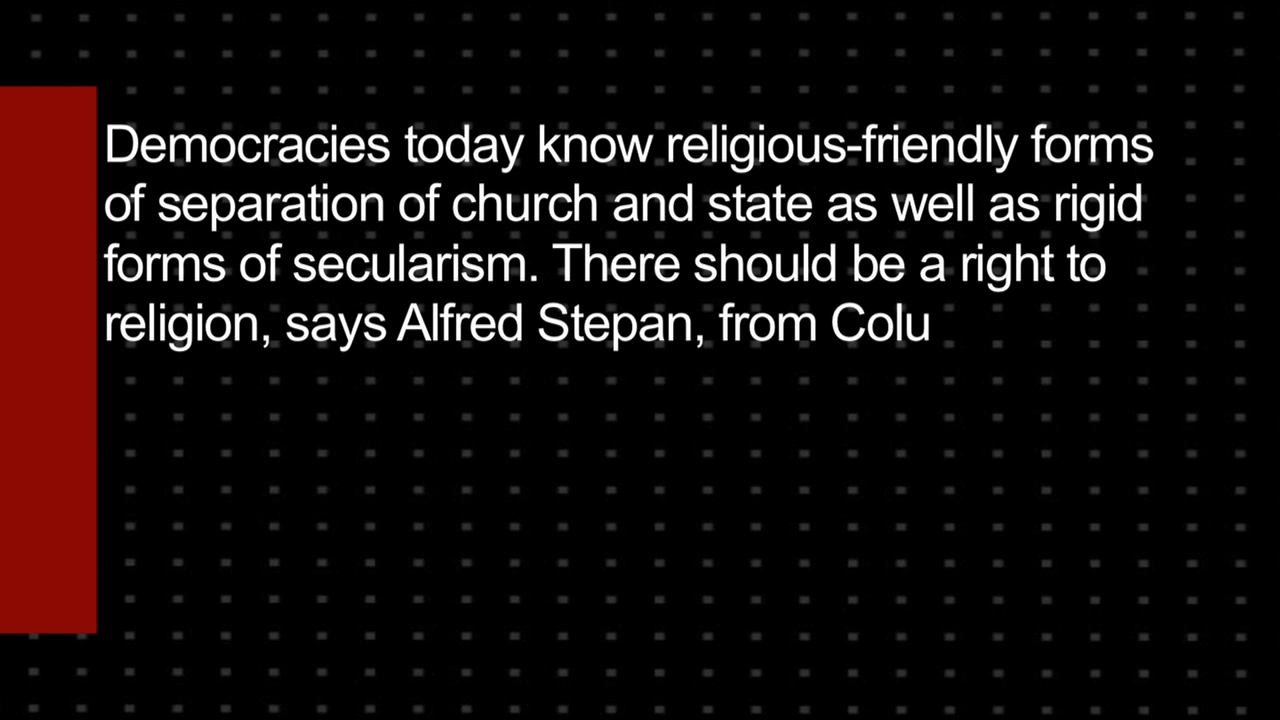 Democracies today know religious-friendly forms
of separation of church and state as well as rigid
forms of secularism. There should be a right to
religion, says Alfred Stepan, from Colu